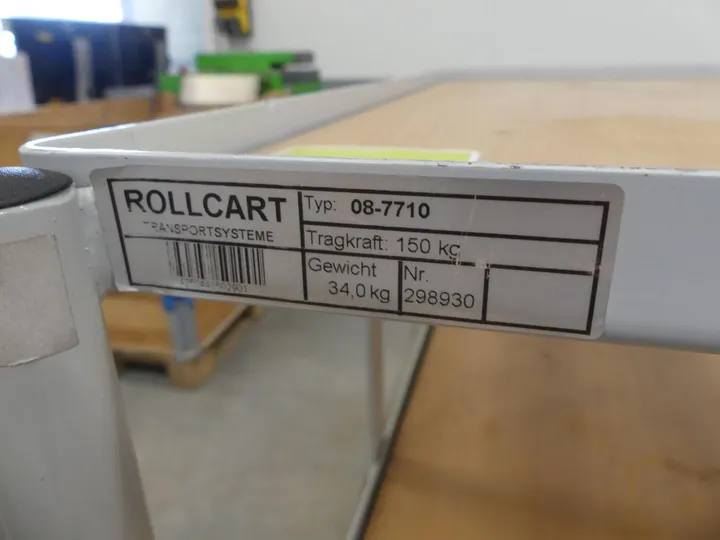 ROLLCART
TRANSPORTSYSTEME
Typ: 08-7710
Tragkraft: 150 kg
Gewicht
34,0 kg
Nr.
298930